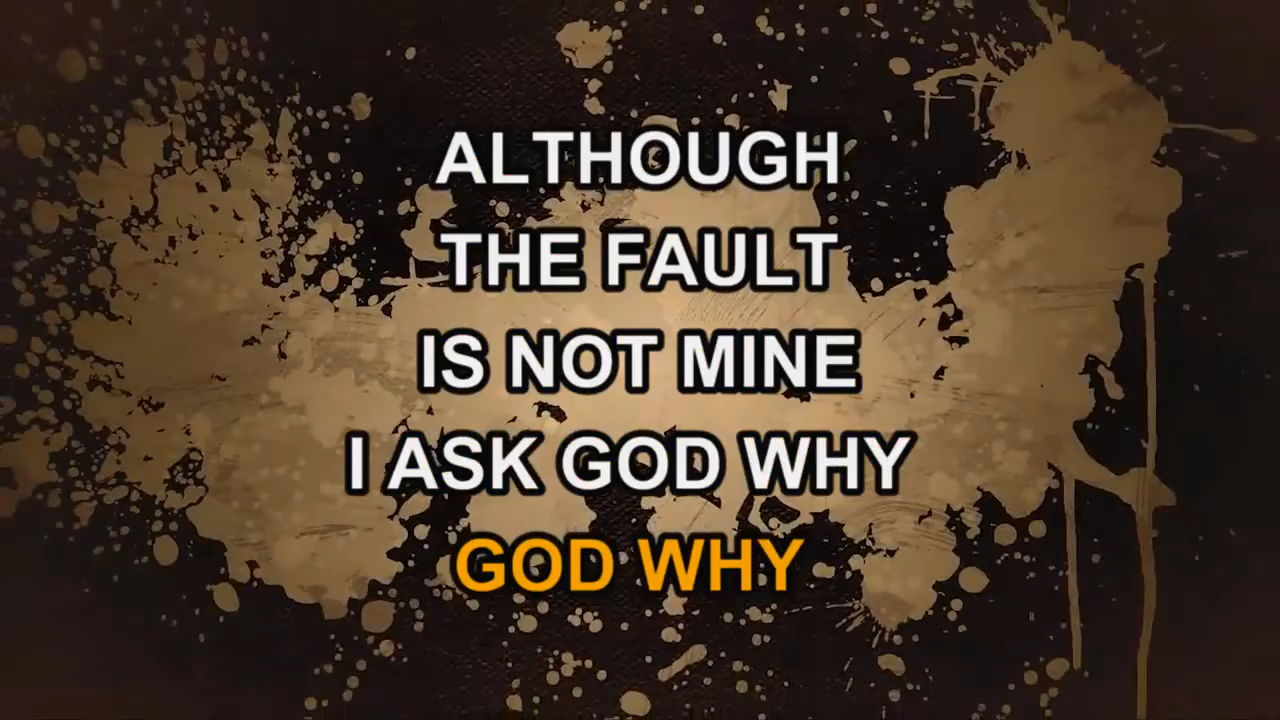 ALTHOUGH
THE FAULT
IS NOT MINE
I ASK GOD WHY
GOD WHY